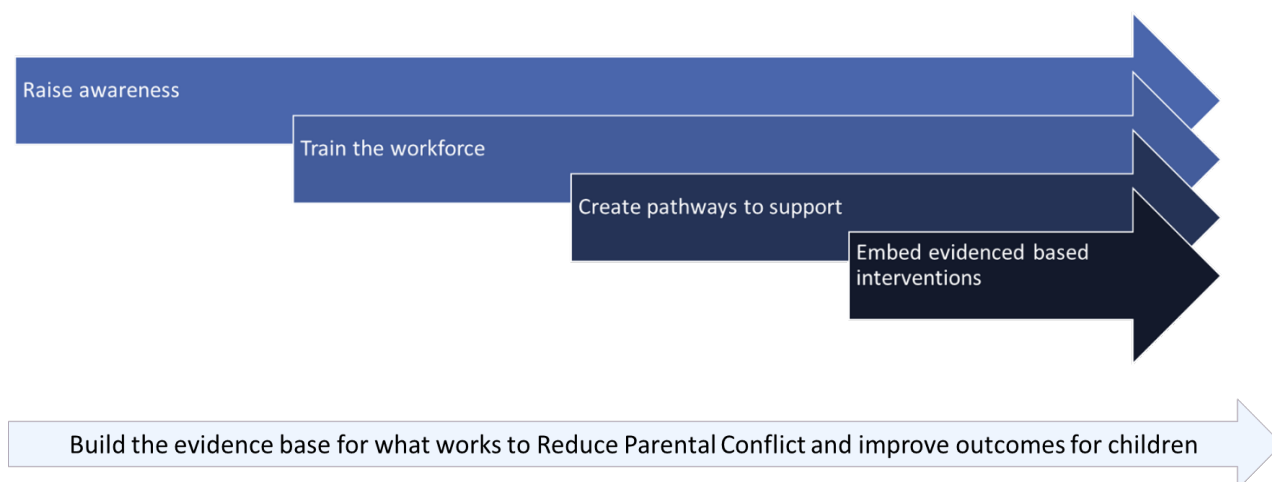 Raise awareness
Train the workforce
Create pathways to support
Embed evidenced based
interventions
Build the evidence base for what works to Reduce Parental Conflict and improve outcomes for children